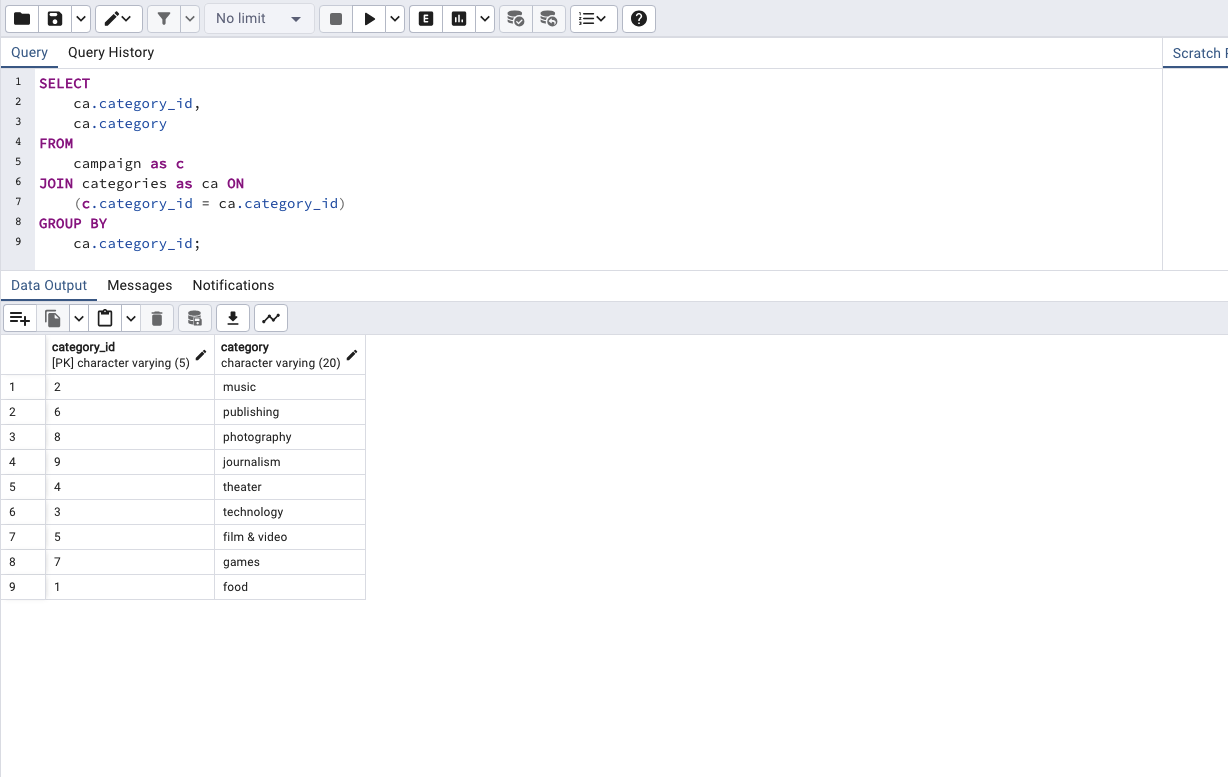 No limit
E
Query
Query History
Scratch
1 SELECT
2 ca.category_id,
3 ca.category
4 FROM
5 campaign as c
6 JOIN categories as ca ON
7 (c.category_id = ca.category_id)
8 GROUP BY
9 ca.category_id;
Data Output
Messages
Notifications
category_id
[PK] character varying (5)
category
character varying (20)
1 2 music
2 6 publishing
3 8 photography
4 9 journalism
5 4 theater
6 3 technology
7 5 film & video
8 7 games
9 1 food